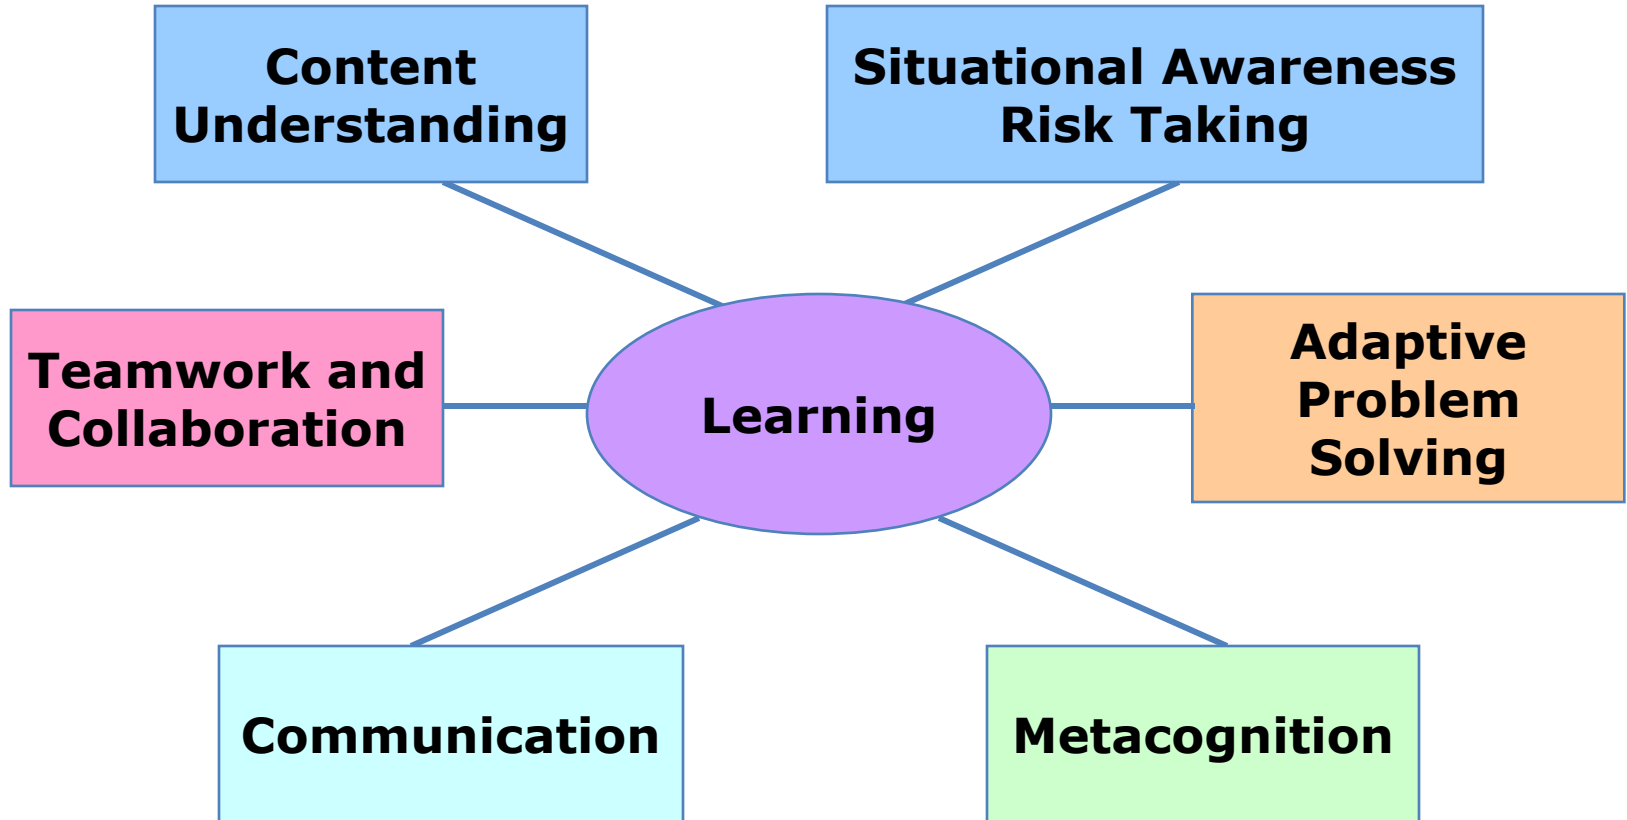 Content
Understanding
Situational Awareness
Risk Taking
Teamwork and
Collaboration
Learning
Adaptive
Problem
Solving
Communication
Metacognition